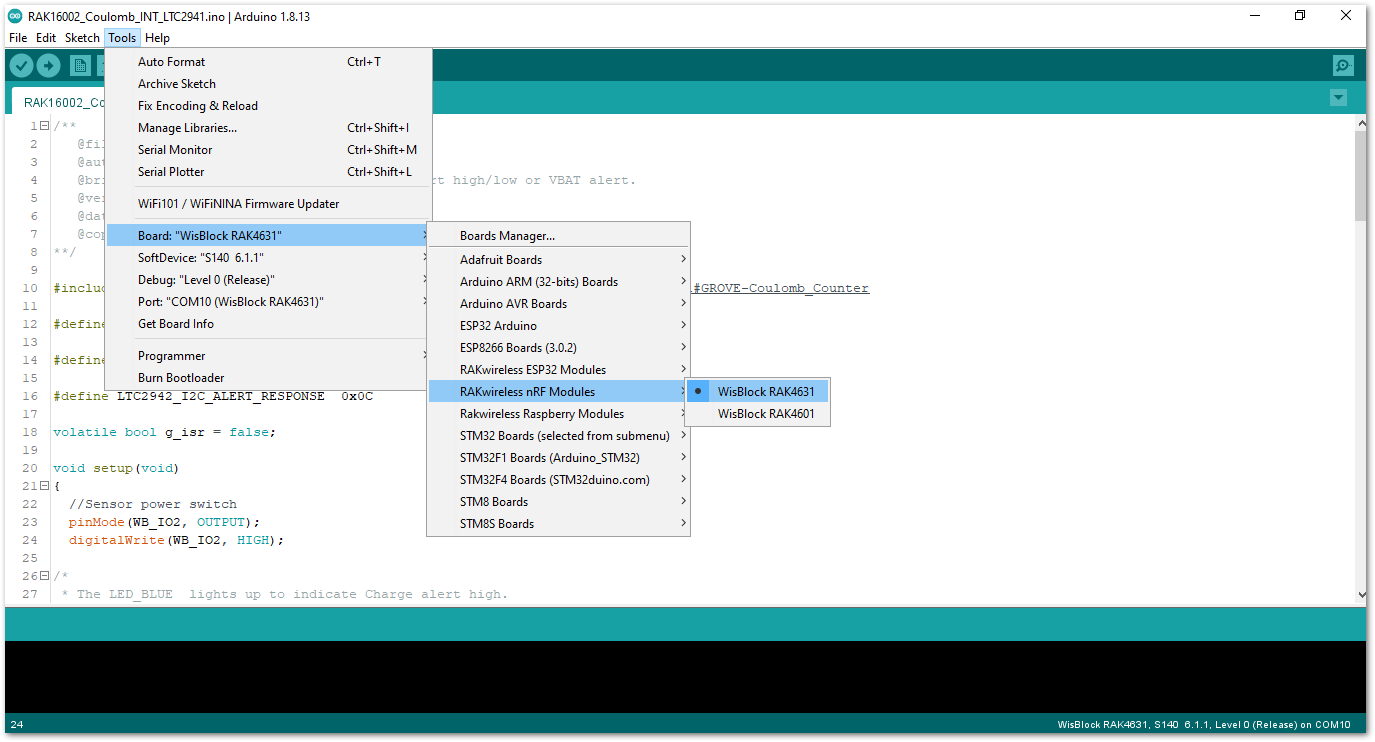 RAK16002_Coulomb_INT_LTC2941.ino | Arduino 1.8.13
File Edit Sketch Tools Help
RAK16002_Co
Auto Format Ctrl+T
Archive Sketch
Fix Encoding & Reload
Manage Libraries... Ctrl+Shift+I
Serial Monitor Ctrl+Shift+M
Serial Plotter Ctrl+Shift+L
WiFi101 / WiFiNINA Firmware Updater
Board: "WisBlock RAK4631"
SoftDevice: "S140 6.1.1"
Debug: "Level 0 (Release)"
Port: "COM10 (WisBlock RAK4631)"
Get Board Info
Programmer
Burn Bootloader
Boards Manager...
Adafruit Boards
Arduino ARM (32-bits) Boards
Arduino AVR Boards
ESP32 Arduino
ESP8266 Boards (3.0.2)
RAKwireless ESP32 Modules
RAKwireless nRF Modules
Rakwireless Raspberry Modules
STM32 Boards (selected from submenu)
STM32F1 Boards (Arduino_STM32)
STM32F4 Boards (STM32duino.com)
STM8 Boards
STM8S Boards
WisBlock RAK4631
WisBlock RAK4601
1 /**
2 @fi
3 @aut
4 @bri rt high/low or VBAT alert.
5 @ve
6 @dat
7 @cop
8 **/
9
10 #includ #GROVE-Coulomb_Counter
11
12 #define
13
14 #define
15
16 #define LTC2942_I2C_ALERT_RESPONSE 0x0C
17
18 volatile bool g_isr = false;
19
20 void setup(void)
21 {
22 //Sensor power switch
23 pinMode(WB_IO2, OUTPUT);
24 digitalWrite(WB_IO2, HIGH);
25
26 /*
27 * The LED_BLUE lights up to indicate Charge alert high.
24 WisBlock RAK4631, S140 6.1.1, Level 0 (Release) on COM10